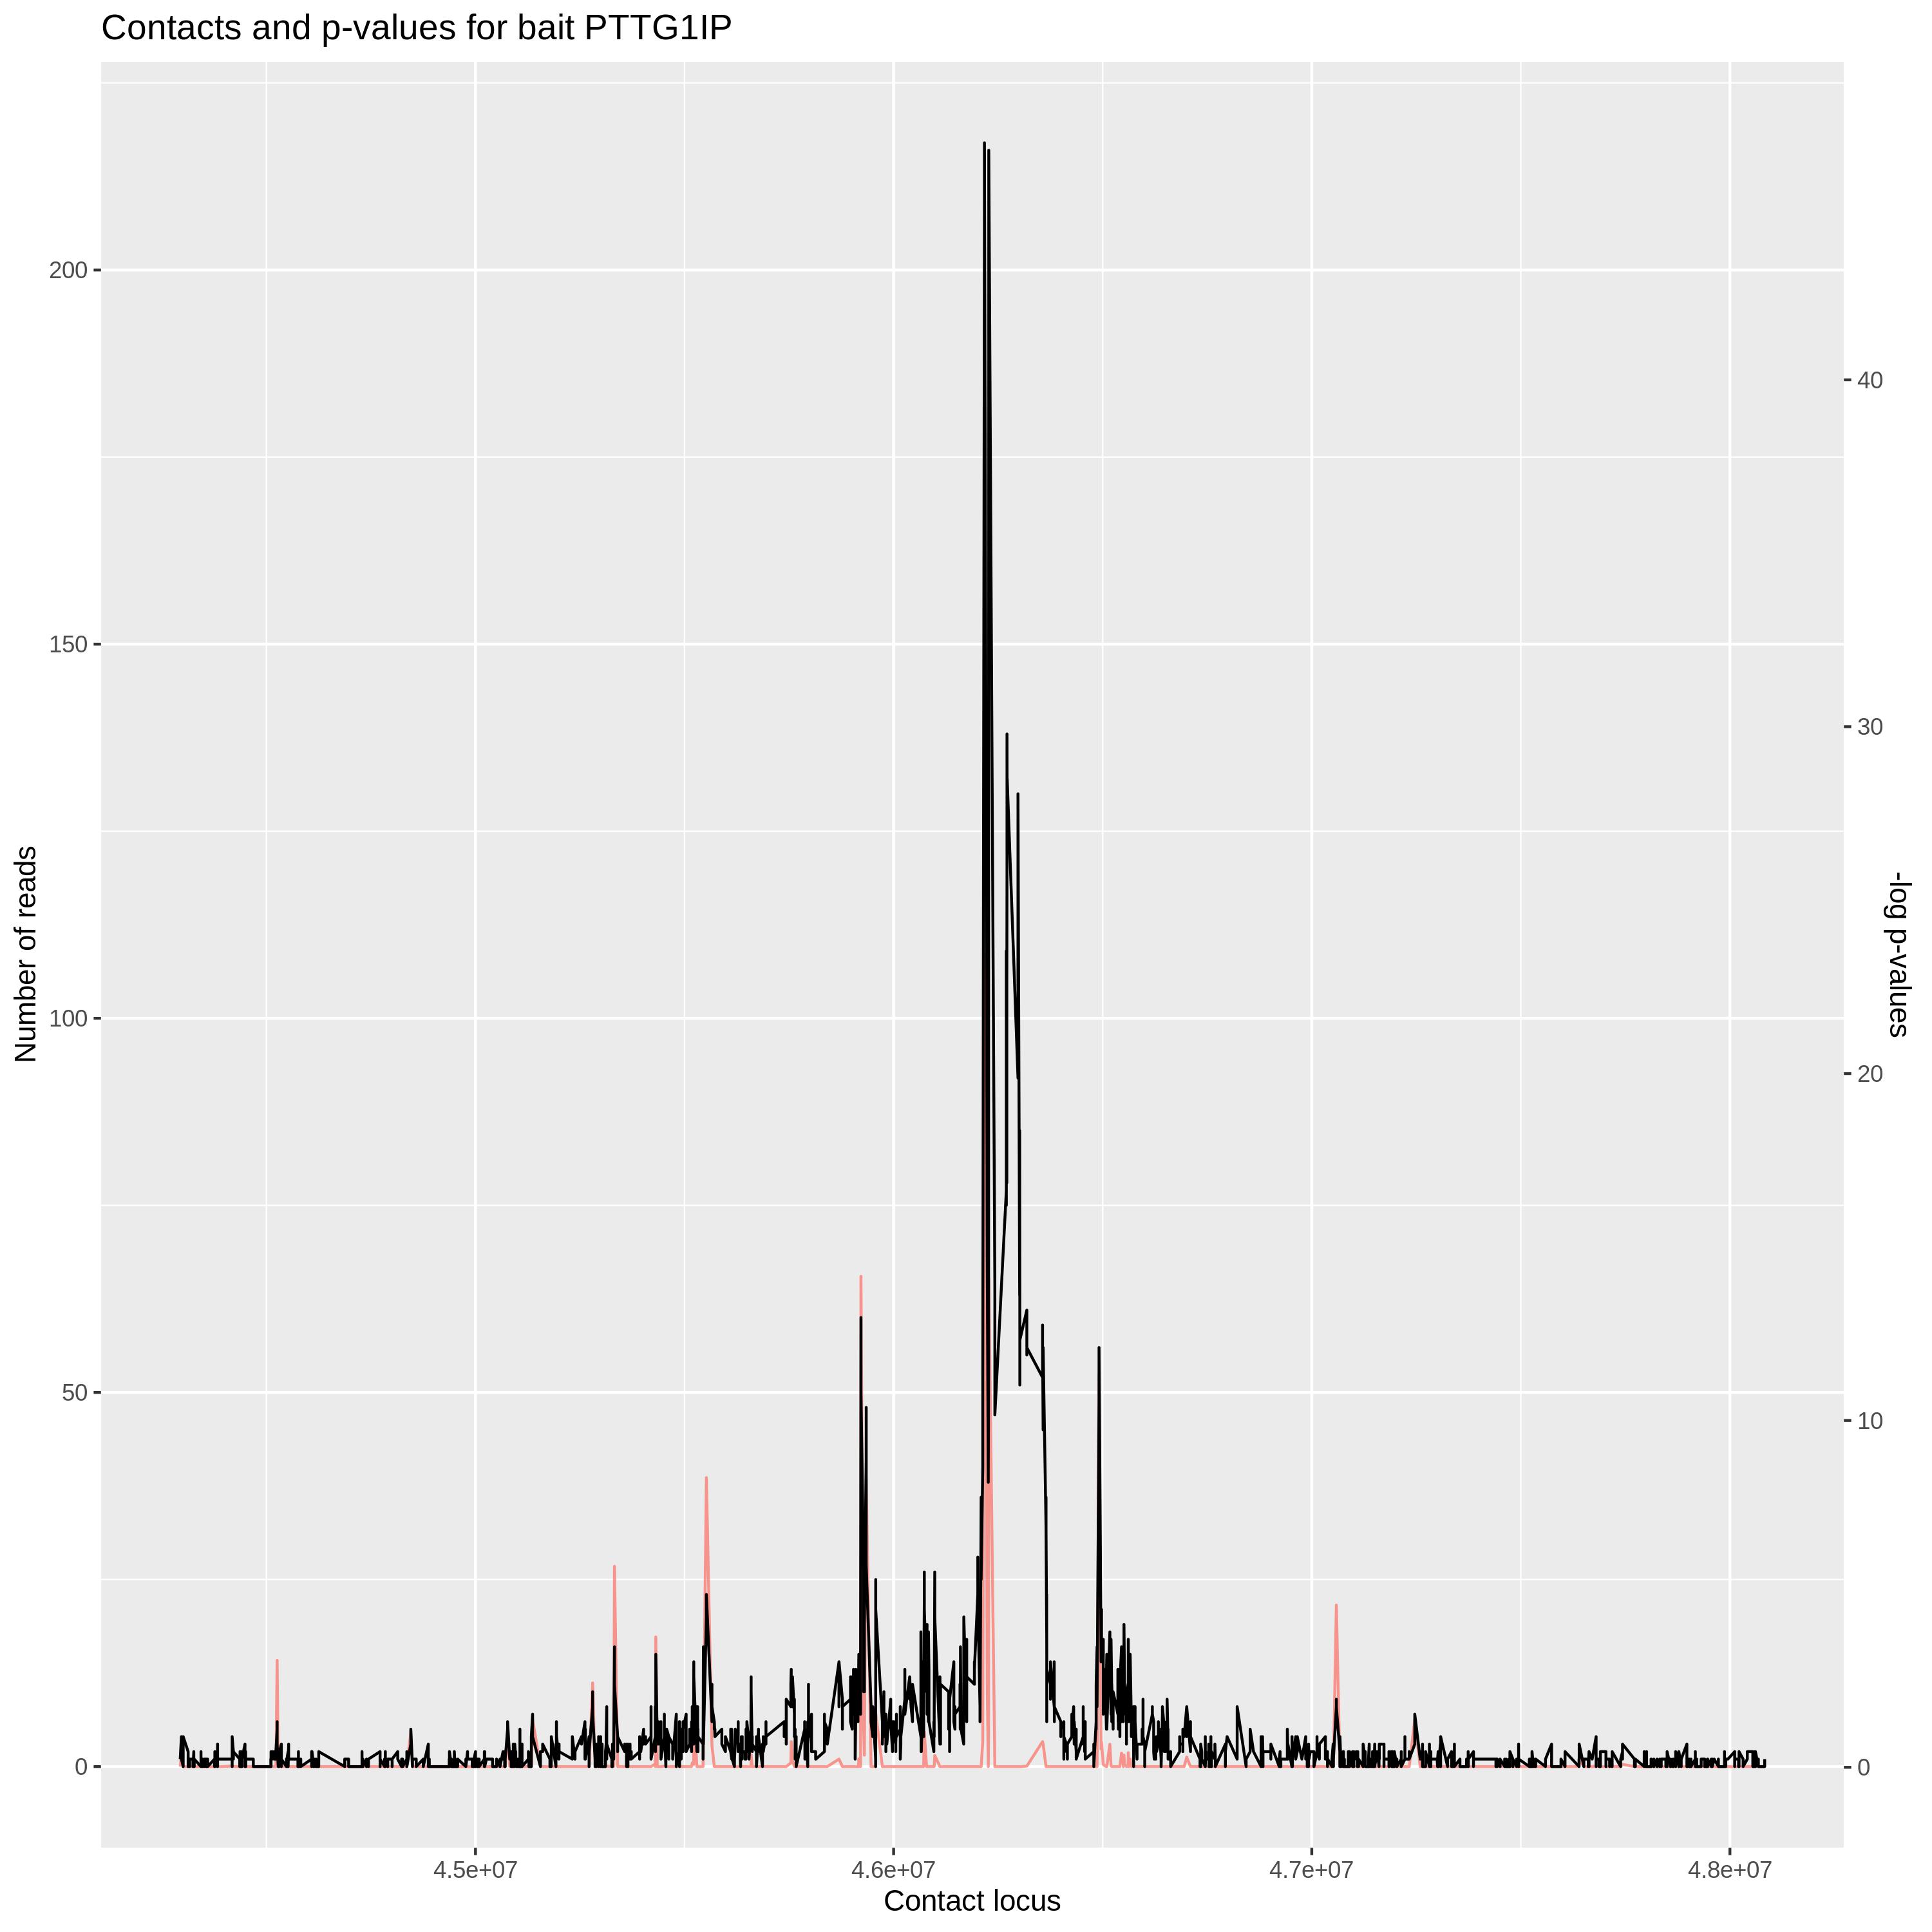 Contacts and p-values for bait PTTG1IP
200
150
100
50
0
Number of reads
40
30
20
10
0
-log p-values
4.5e+07
4.6e+07
4.7e+07
4.8e+07
Contact locus